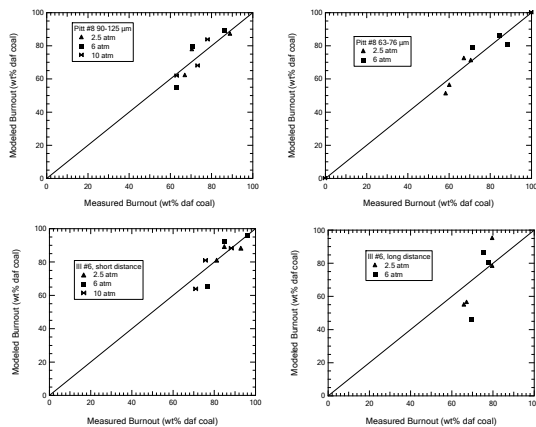 100
80
60
40
20
0
Modeled Burnout (wt% daf coal)
Pitt #8 90-125 µm
2.5 atm
6 atm
10 atm
0 20 40 60 80 100
Measured Burnout (wt% daf coal)
100
80
60
40
20
0
Modeled Burnout (wt% daf coal)
Pitt #8 63-76 µm
2.5 atm
6 atm
0 20 40 60 80 100
Measured Burnout (wt% daf coal)
100
80
60
40
20
0
Modeled Burnout (wt% daf coal)
Ill #6, short distance
2.5 atm
6 atm
10 atm
0 20 40 60 80 100
Measured Burnout (wt% daf coal)
100
80
60
40
20
0
Modeled Burnout (wt% daf coal)
Ill #6, long distance
2.5 atm
6 atm
0 20 40 60 80 100
Measured Burnout (wt% daf coal)